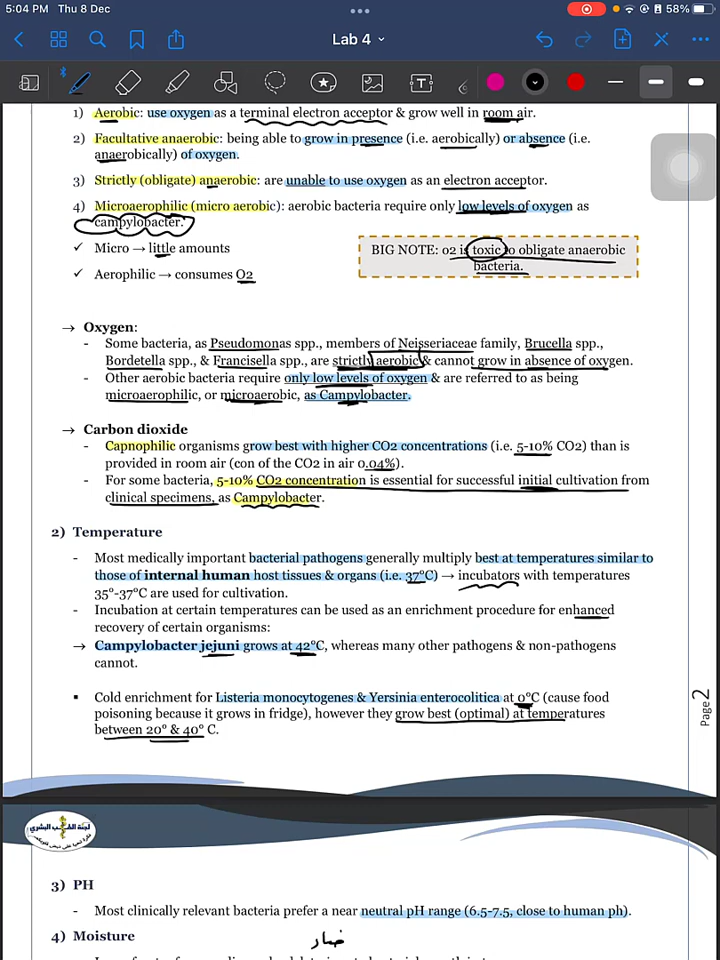 5:04 PM Thu 8 Dec
58%
Lab 4
1) Aerobic: use oxygen as a terminal electron acceptor & grow well in room air.
2) Facultative anaerobic: being able to grow in presence (i.e. aerobically) or absence (i.e.
anaerobically) of oxygen.
3) Strictly (obligate) anaerobic: are unable to use oxygen as an electron acceptor.
4) Microaerophilic (micro aerobic): aerobic bacteria require only low levels of oxygen as
campylobacter.
✓ Micro → little amounts
✓ Aerophilic → consumes O2
BIG NOTE: o2 is toxic to obligate anaerobic
bacteria.
→ Oxygen:
- Some bacteria, as Pseudomonas spp., members of Neisseriaceae family, Brucella spp.,
Bordetella spp., & Francisella spp., are strictly aerobic & cannot grow in absence of oxygen.
- Other aerobic bacteria require only low levels of oxygen & are referred to as being
microaerophilic, or microaerobic, as Campylobacter.
→ Carbon dioxide
- Capnophilic organisms grow best with higher CO2 concentrations (i.e. 5-10% CO2) than is
provided in room air (con of the CO2 in air 0.04%).
- For some bacteria, 5-10% CO2 concentration is essential for successful initial cultivation from
clinical specimens, as Campylobacter.
2) Temperature
- Most medically important bacterial pathogens generally multiply best at temperatures similar to
those of internal human host tissues & organs (i.e. 37°C) → incubators with temperatures
35°-37°C are used for cultivation.
- Incubation at certain temperatures can be used as an enrichment procedure for enhanced
recovery of certain organisms:
→ Campylobacter jejuni grows at 42°C, whereas many other pathogens & non-pathogens
cannot.
▪ Cold enrichment for Listeria monocytogenes & Yersinia enterocolitica at 0°C (cause food
poisoning because it grows in fridge), however they grow best (optimal) at temperatures
between 20° & 40° C.
Page 2
لجنة الطب البشري
3) PH
- Most clinically relevant bacteria prefer a near neutral pH range (6.5-7.5, close to human ph).
4) Moisture